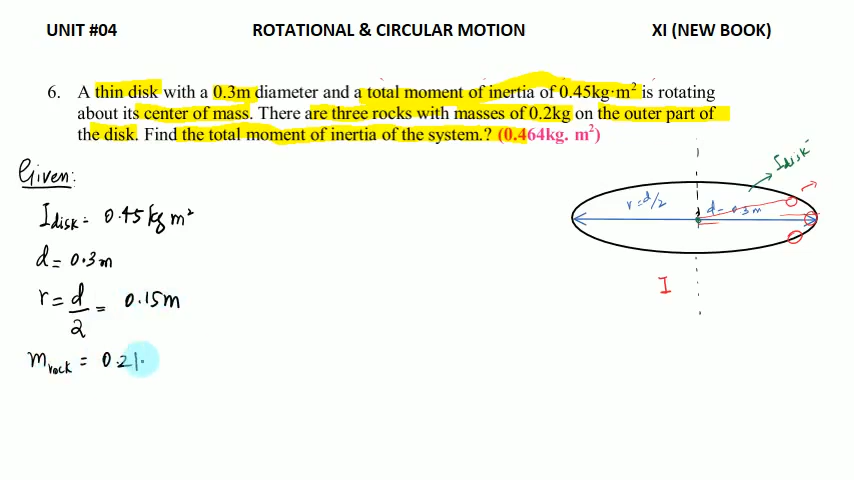 UNIT #04 ROTATIONAL & CIRCULAR MOTION XI (NEW BOOK)
6. A thin disk with a 0.3m diameter and a total moment of inertia of 0.45kg·m² is rotating
about its center of mass. There are three rocks with masses of 0.2kg on the outer part of
the disk. Find the total moment of inertia of the system.? (0.464kg. m²)
Given:
I disk = 0.45 kg m²
d = 0.3m
r = d/2 = 0.15m
m rock = 0.2
I disk
r = d/2
d = 0.3 m
I